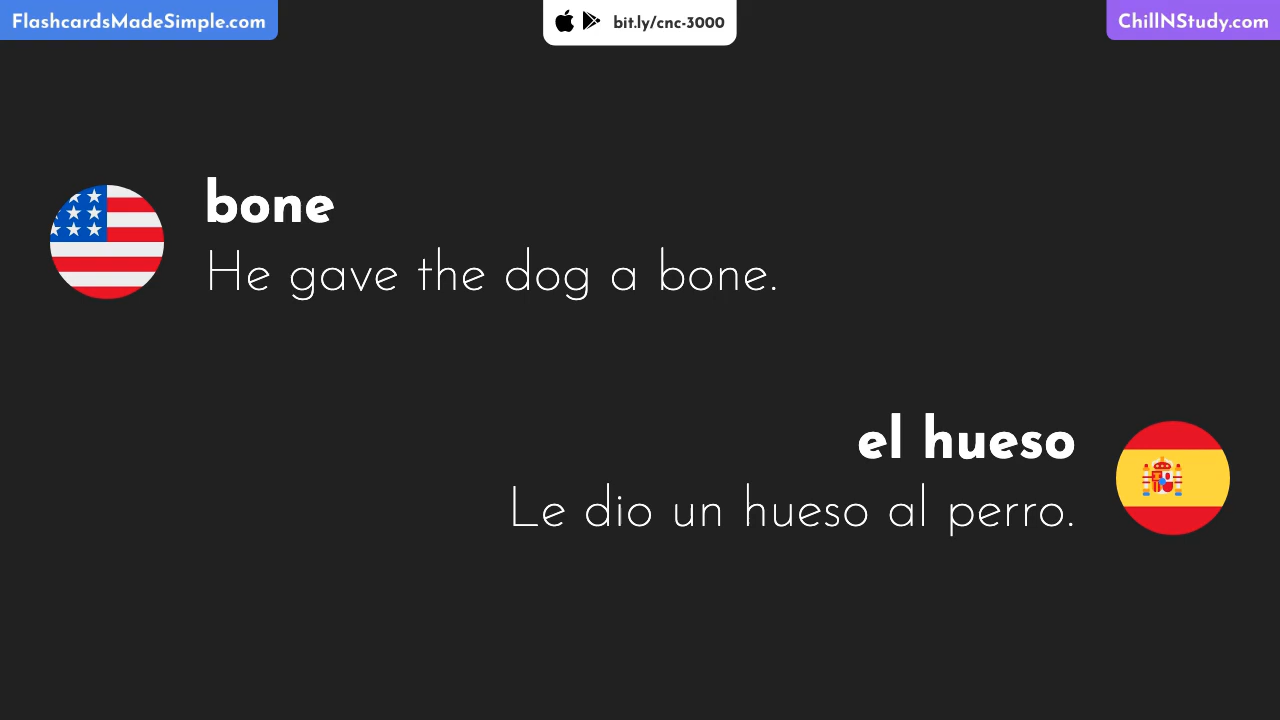 FlashcardsMadeSimple.com
bit.ly/cnc-3000
ChillNStudy.com
bone
He gave the dog a bone.
el hueso
Le dio un hueso al perro.